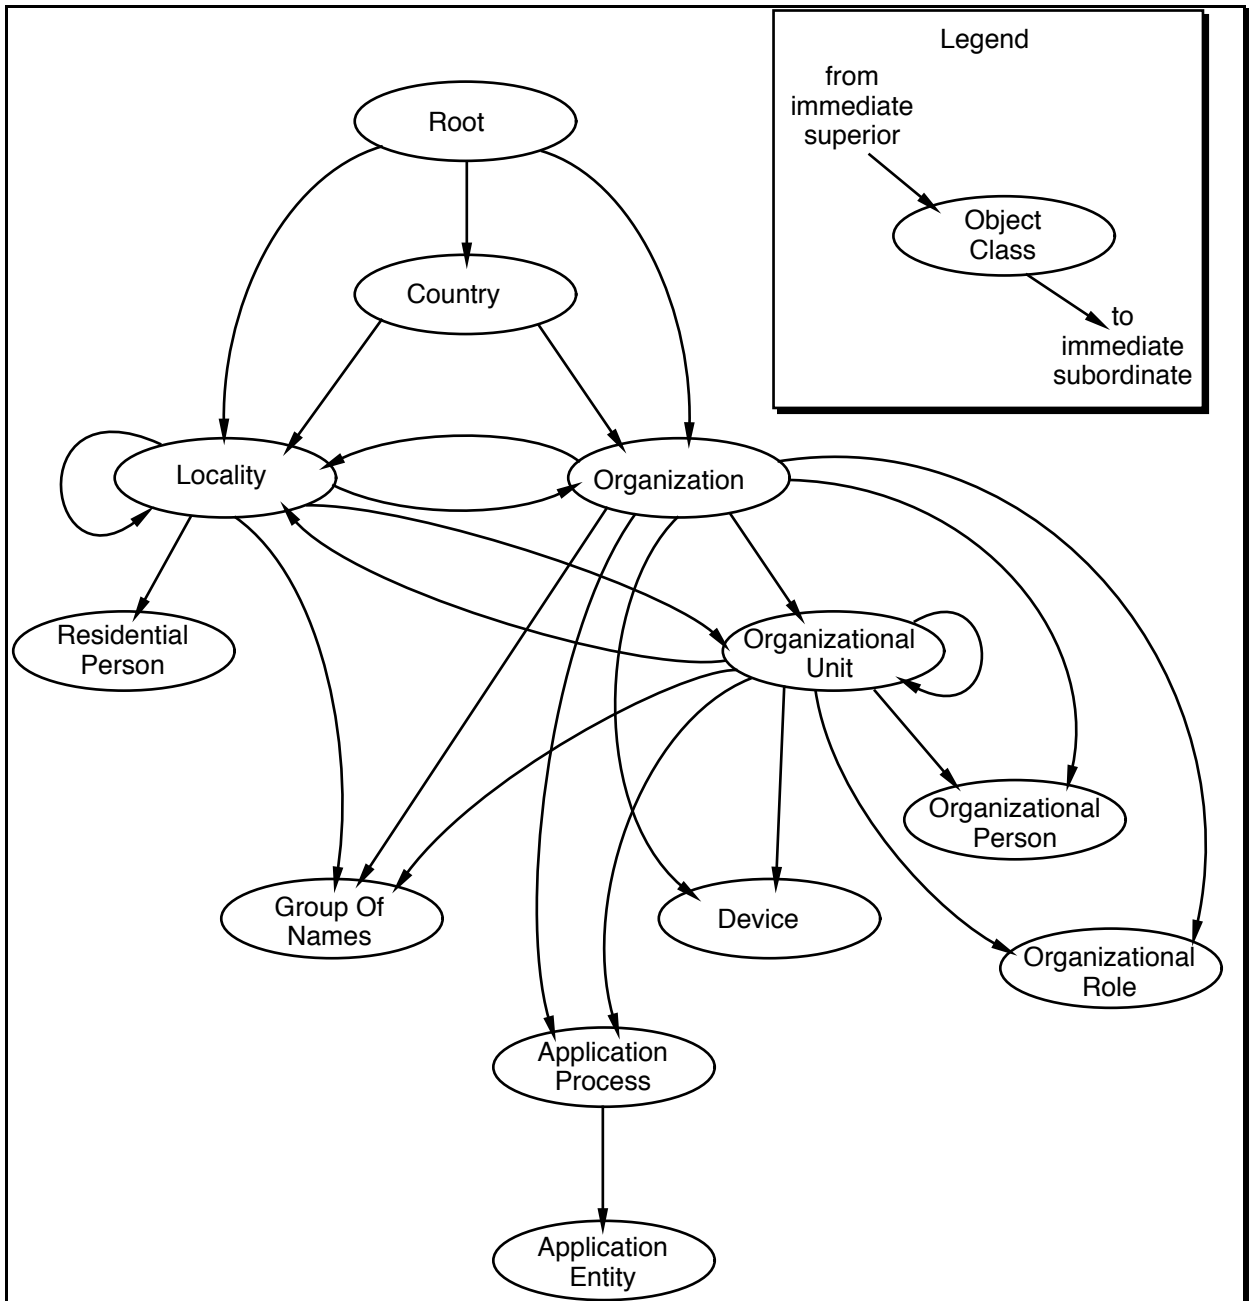 Legend
from
immediate
superior
Object
Class
to
immediate
subordinate
Root
Country
Locality
Organization
Residential
Person
Organizational
Unit
Organizational
Person
Group Of
Names
Device
Organizational
Role
Application
Process
Application
Entity